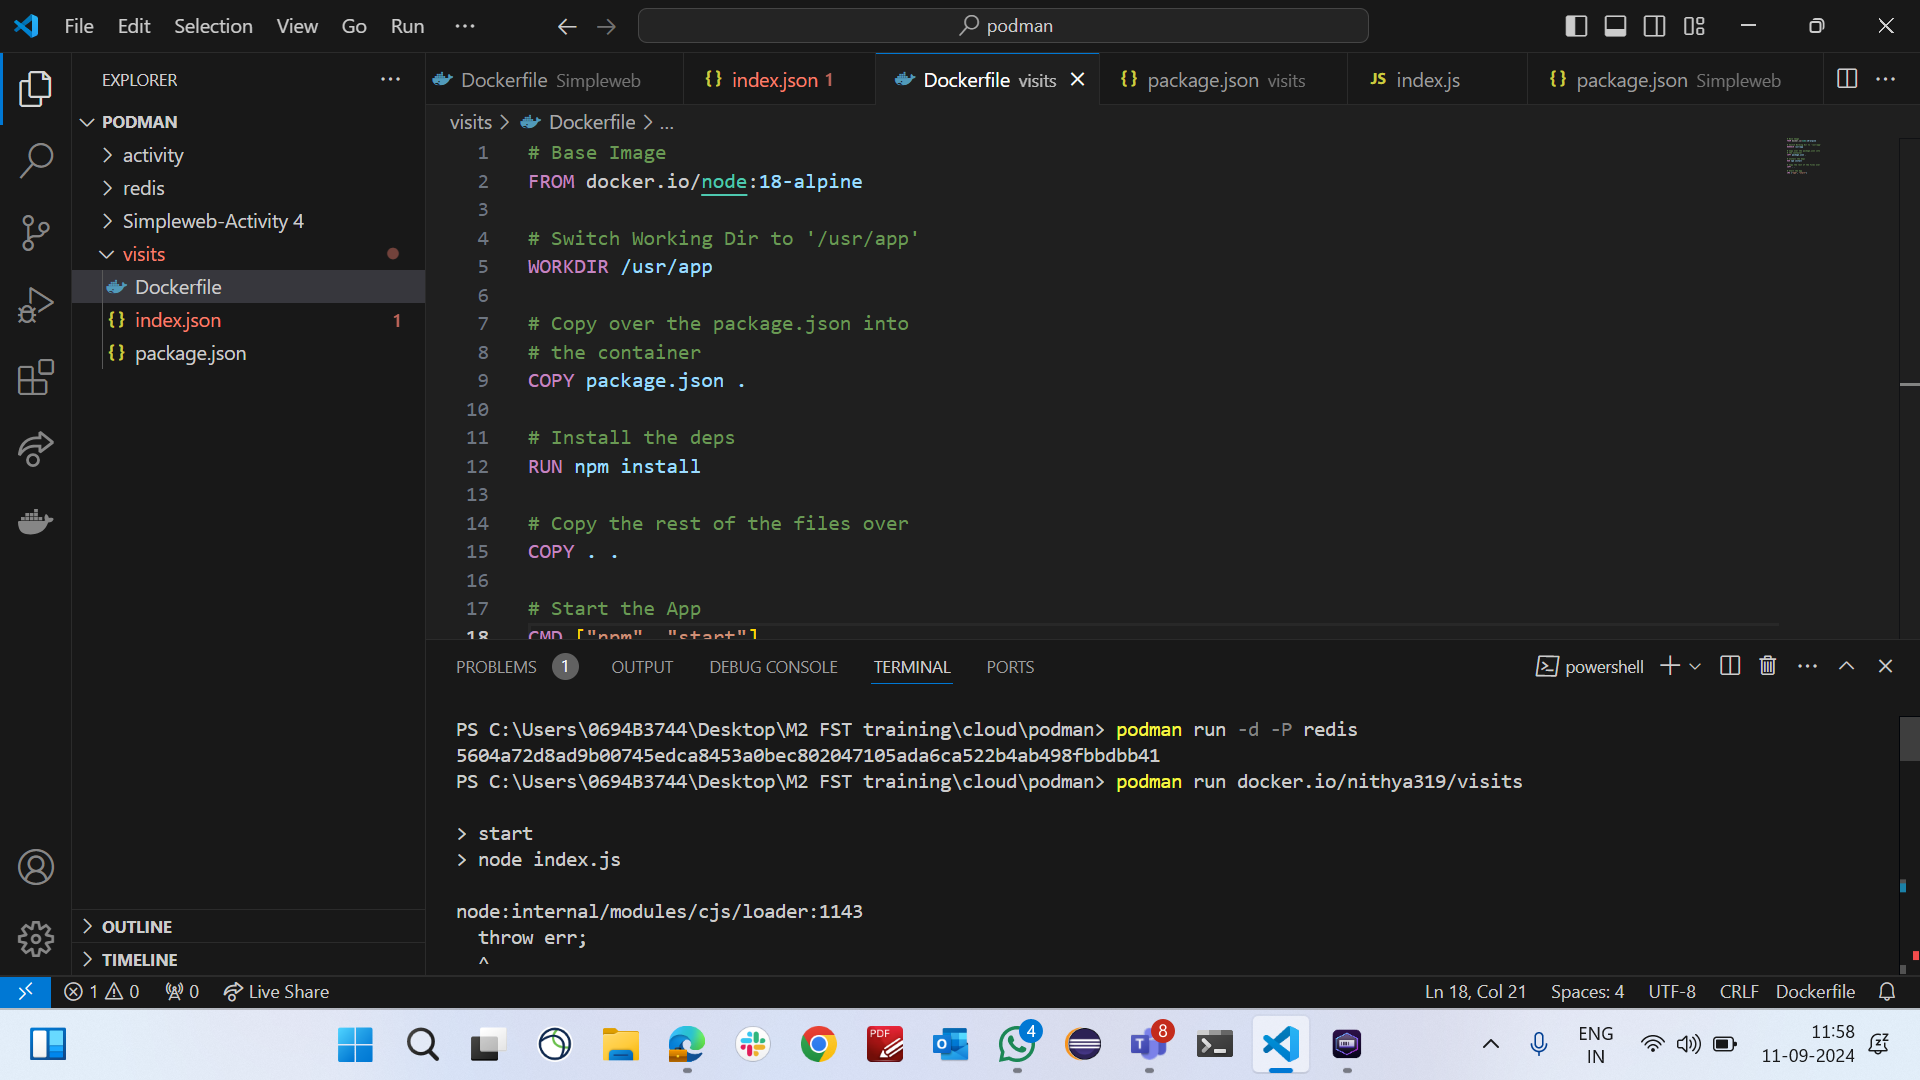 File Edit Selection View Go Run ...
podman
EXPLORER ...
Dockerfile Simpleweb
index.json 1
Dockerfile visits
package.json visits
JS index.js
package.json Simpleweb
PODMAN
activity
redis
Simpleweb-Activity 4
visits
Dockerfile
index.json 1
package.json
OUTLINE
TIMELINE
visits > Dockerfile > ...
1 # Base Image
2 FROM docker.io/node:18-alpine
3
4 # Switch Working Dir to '/usr/app'
5 WORKDIR /usr/app
6
7 # Copy over the package.json into
8 # the container
9 COPY package.json .
10
11 # Install the deps
12 RUN npm install
13
14 # Copy the rest of the files over
15 COPY . .
16
17 # Start the App
18 CMD ["npm", "start"]
PROBLEMS 1 OUTPUT DEBUG CONSOLE TERMINAL PORTS
powershell
PS C:\Users\0694B3744\Desktop\M2 FST training\cloud\podman> podman run -d -P redis
5604a72d8ad9b00745edca8453a0bec802047105ada6ca522b4ab498fbbdbb41
PS C:\Users\0694B3744\Desktop\M2 FST training\cloud\podman> podman run docker.io/nithya319/visits
> start
> node index.js
node:internal/modules/cjs/loader:1143
throw err;
^
1 0 0 Live Share
Ln 18, Col 21 Spaces: 4 UTF-8 CRLF Dockerfile
PDF
4
8
ENG
IN
11:58
11-09-2024